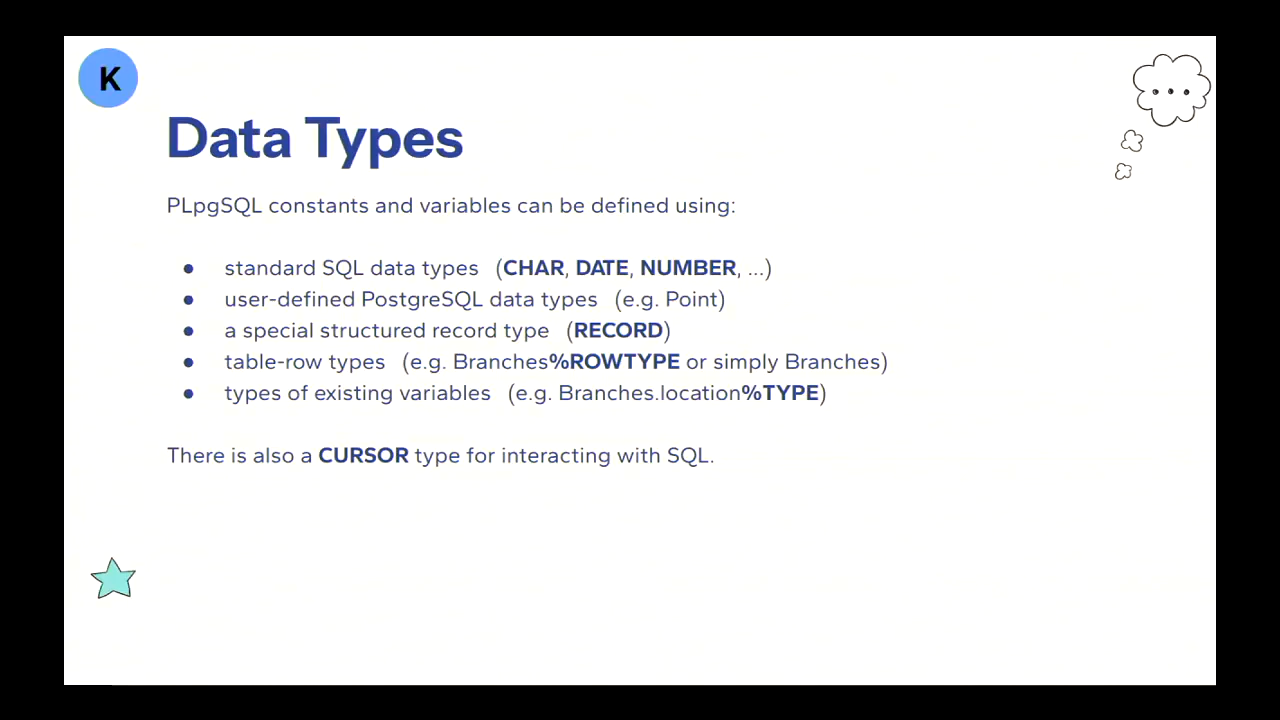 K
Data Types
PLpgSQL constants and variables can be defined using:
● standard SQL data types (CHAR, DATE, NUMBER, ...)
● user-defined PostgreSQL data types (e.g. Point)
● a special structured record type (RECORD)
● table-row types (e.g. Branches%ROWTYPE or simply Branches)
● types of existing variables (e.g. Branches.location%TYPE)
There is also a CURSOR type for interacting with SQL.